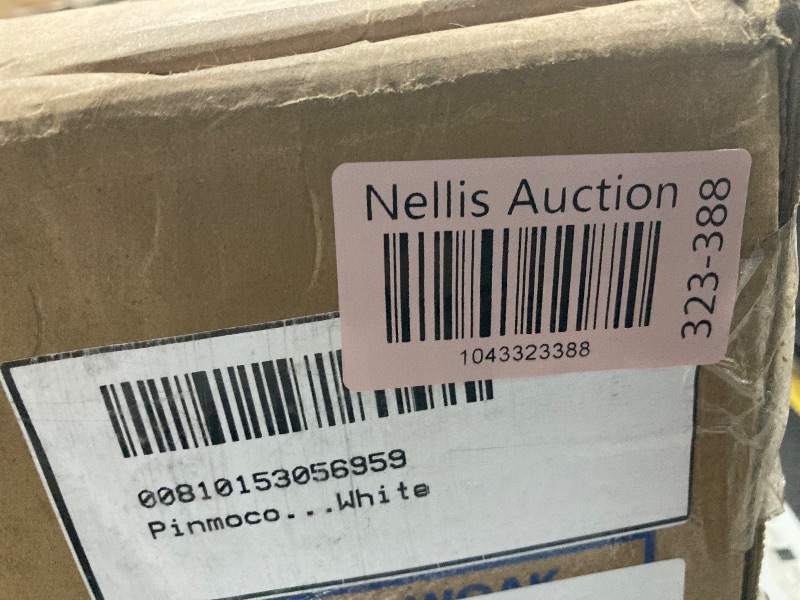 Nellis Auction
323-388
1043323388
00810153056959
Pinmoco...White